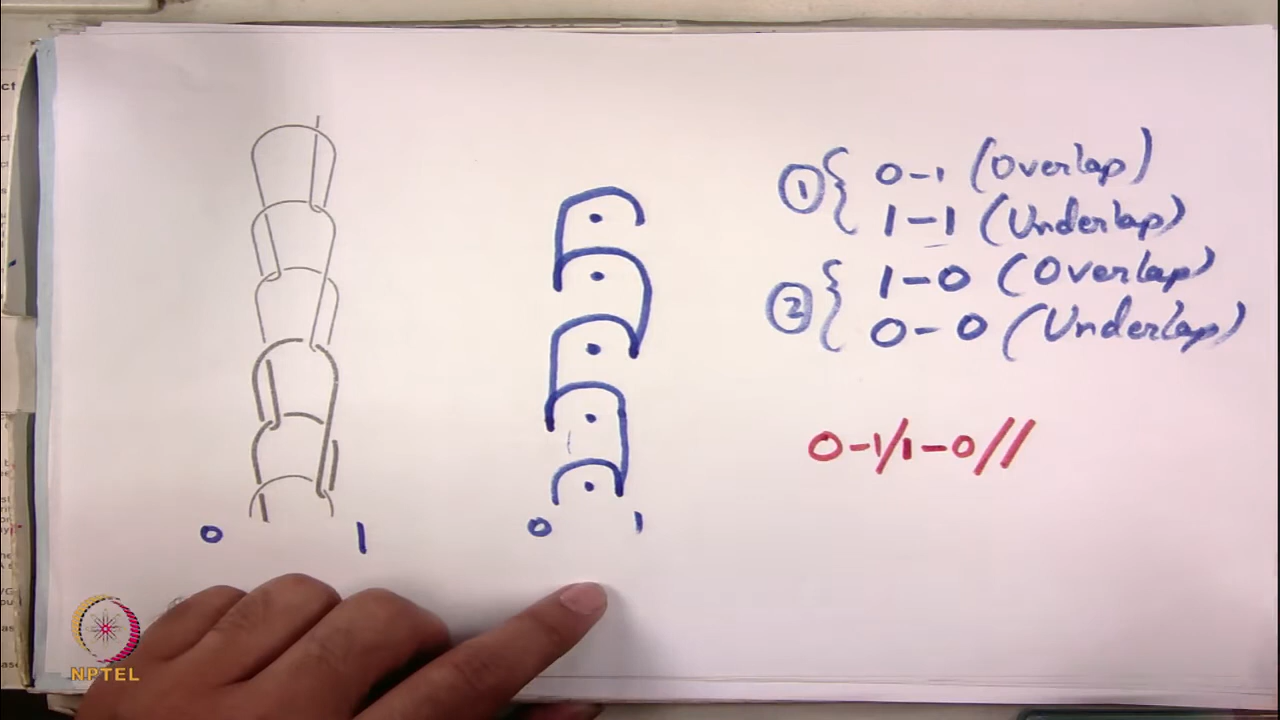 ① { 0-1 (Overlap)
1-1 (Underlap)
② { 1-0 (Overlap)
0-0 (Underlap)
0-1/1-0//
0 1
0 1
NPTEL